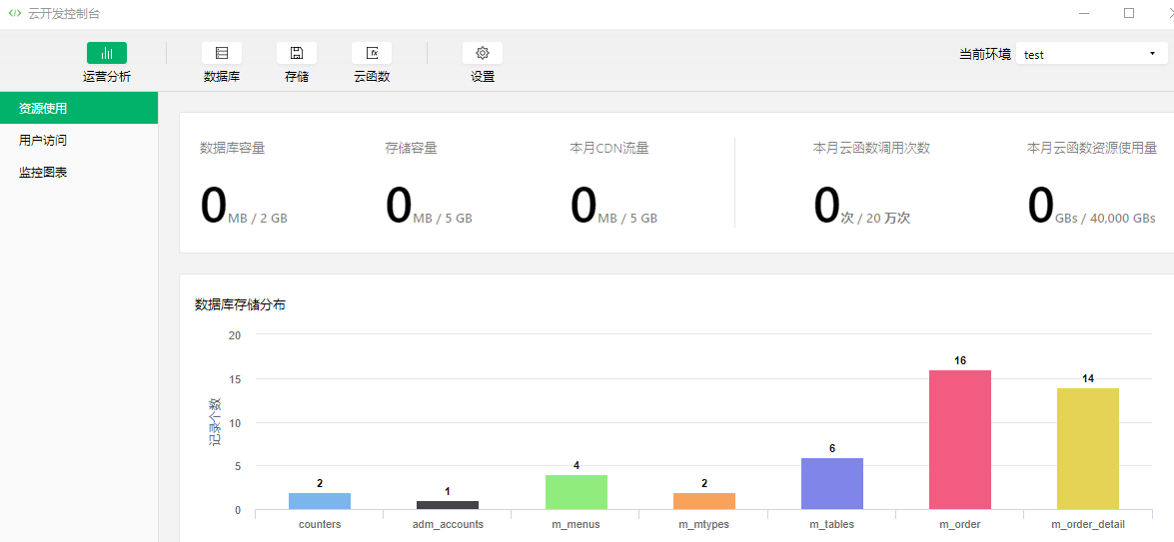 云开发控制台
运营分析
数据库
存储
云函数
设置
当前环境 test
资源使用
用户访问
监控图表
数据库容量
0MB / 2 GB
存储容量
0MB / 5 GB
本月CDN流量
0MB / 5 GB
本月云函数调用次数
0次 / 20 万次
本月云函数资源使用量
0GBs / 40,000 GBs
数据库存储分布
记录个数
20
15
10
5
0
2
1
4
2
6
16
14
counters
adm_accounts
m_menus
m_mtypes
m_tables
m_order
m_order_detail